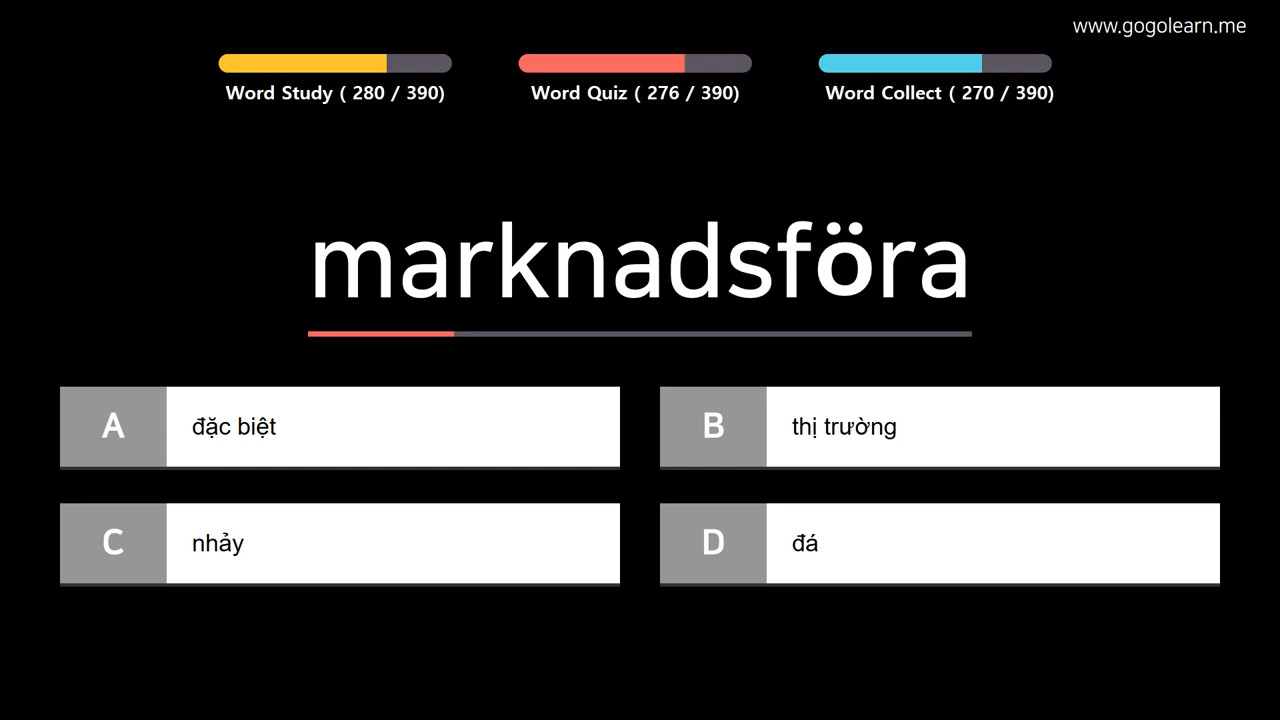 www.gogolearn.me
Word Study ( 280 / 390)
Word Quiz ( 276 / 390)
Word Collect ( 270 / 390)
marknadsföra
A đặc biệt
B thị trường
C nhảy
D đá